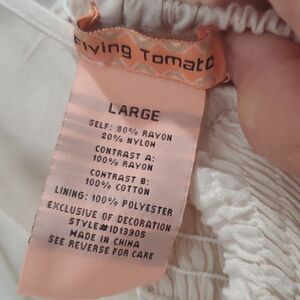 Flying Tomato
LARGE
SELF: 80% RAYON
20% NYLON
CONTRAST A:
100% RAYON
CONTRAST B:
100% COTTON
LINING: 100% POLYESTER
EXCLUSIVE OF DECORATION
STYLE#ID13905
MADE IN CHINA
SEE REVERSE FOR CARE